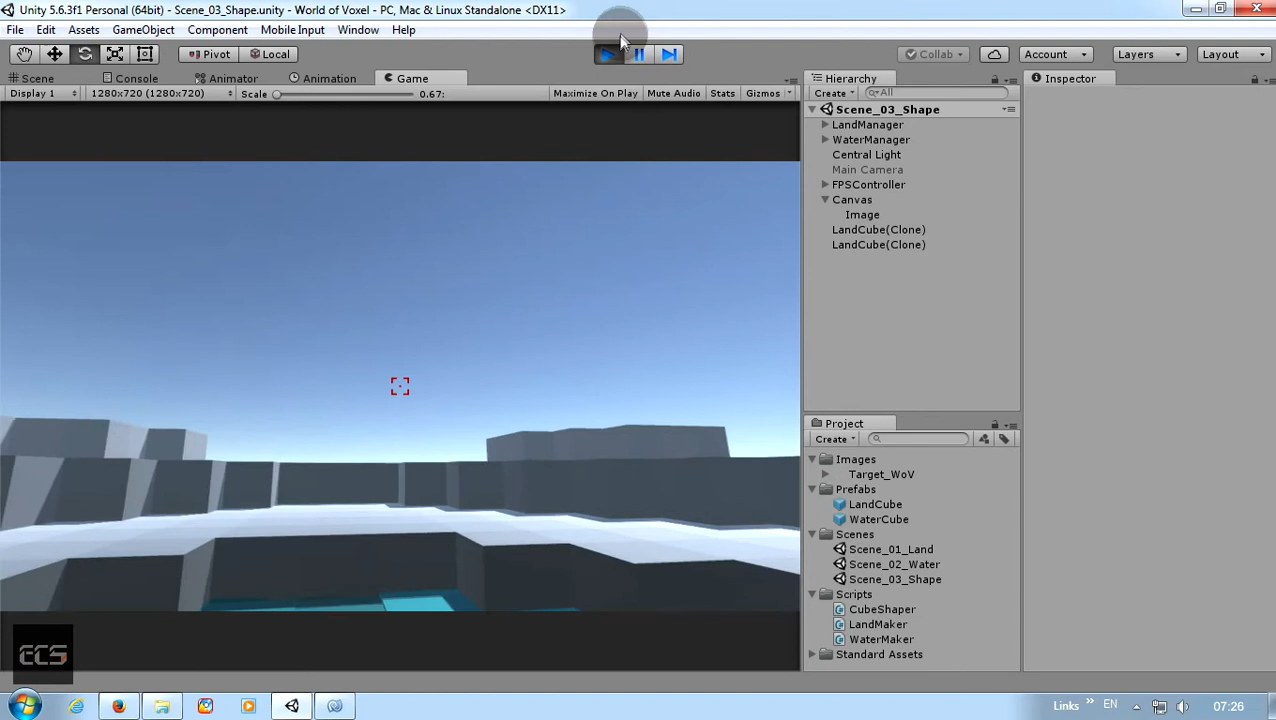 Unity 5.6.3f1 Personal (64bit) - Scene_03_Shape.unity - World of Voxel - PC, Mac & Linux Standalone <DX11>
File Edit Assets GameObject Component Mobile Input Window Help
Pivot Local Collab Account Layers Layout
Scene Console Animator Animation Game
Display 1 1280x720 (1280x720) Scale 0.67: Maximize On Play Mute Audio Stats Gizmos
Hierarchy
Create All
Scene_03_Shape
LandManager
WaterManager
Central Light
Main Camera
FPSController
Canvas
Image
LandCube(Clone)
LandCube(Clone)
Inspector
Project
Create
Images
Target_WoV
Prefabs
LandCube
WaterCube
Scenes
Scene_01_Land
Scene_02_Water
Scene_03_Shape
Scripts
CubeShaper
LandMaker
WaterMaker
Standard Assets
ECS
Links » EN 07:26